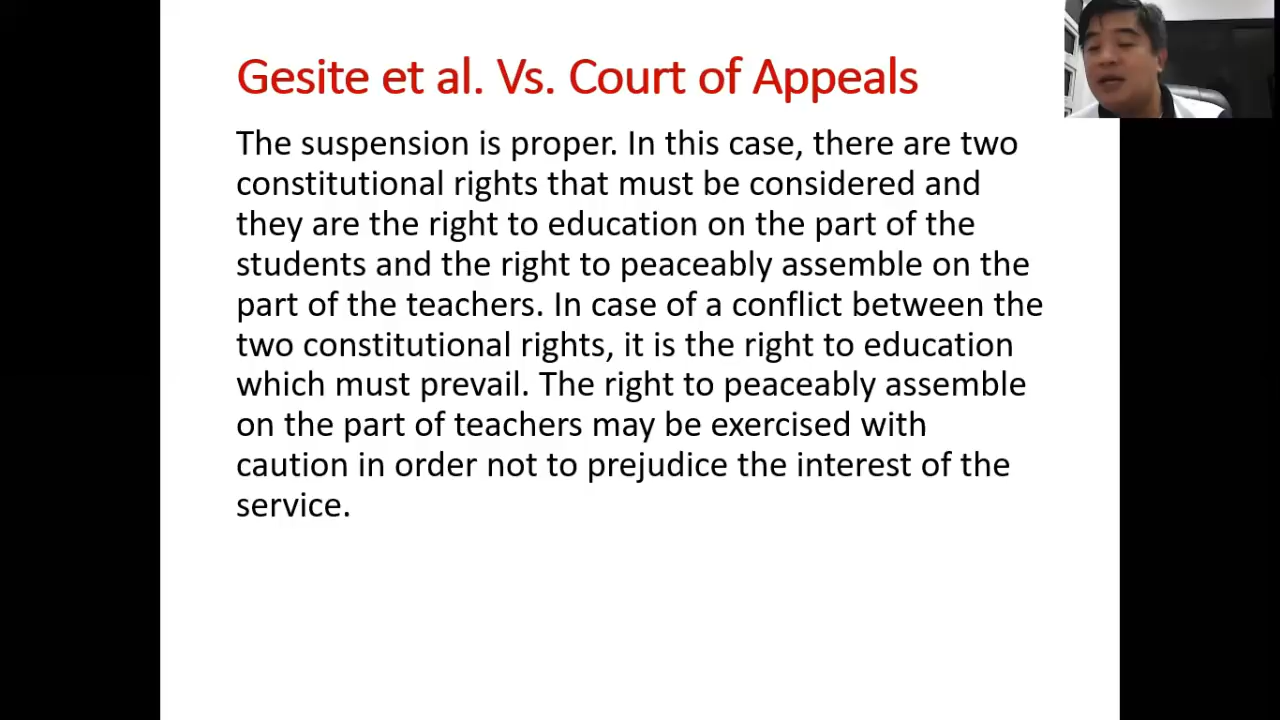 Gesite et al. Vs. Court of Appeals
The suspension is proper. In this case, there are two
constitutional rights that must be considered and
they are the right to education on the part of the
students and the right to peaceably assemble on the
part of the teachers. In case of a conflict between the
two constitutional rights, it is the right to education
which must prevail. The right to peaceably assemble
on the part of teachers may be exercised with
caution in order not to prejudice the interest of the
service.